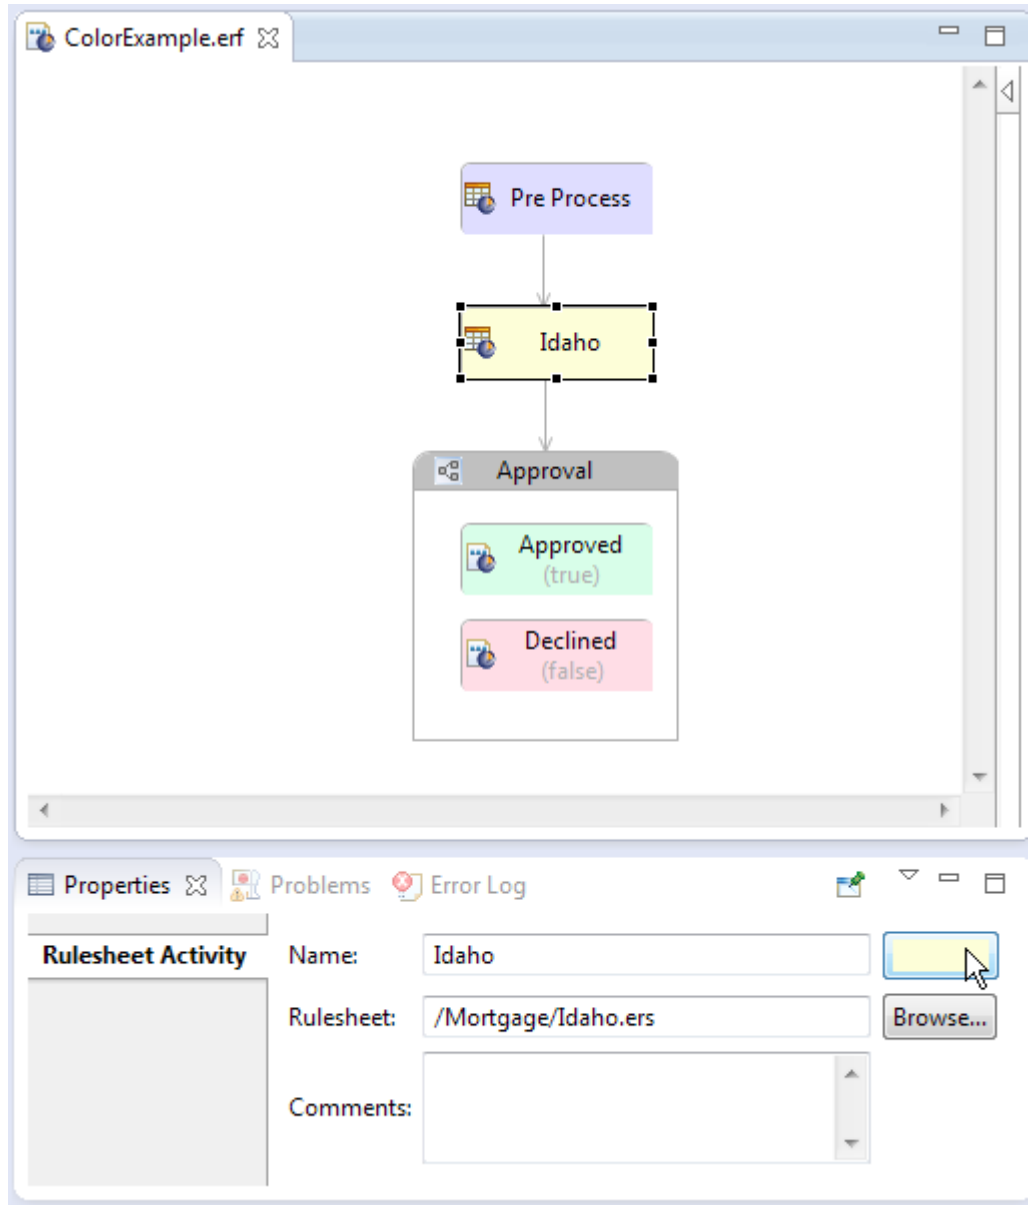 ColorExample.erf
Pre Process
Idaho
Approval
Approved
(true)
Declined
(false)
Properties Problems Error Log
Rulesheet Activity Name: Idaho
Rulesheet: /Mortgage/Idaho.ers Browse...
Comments: